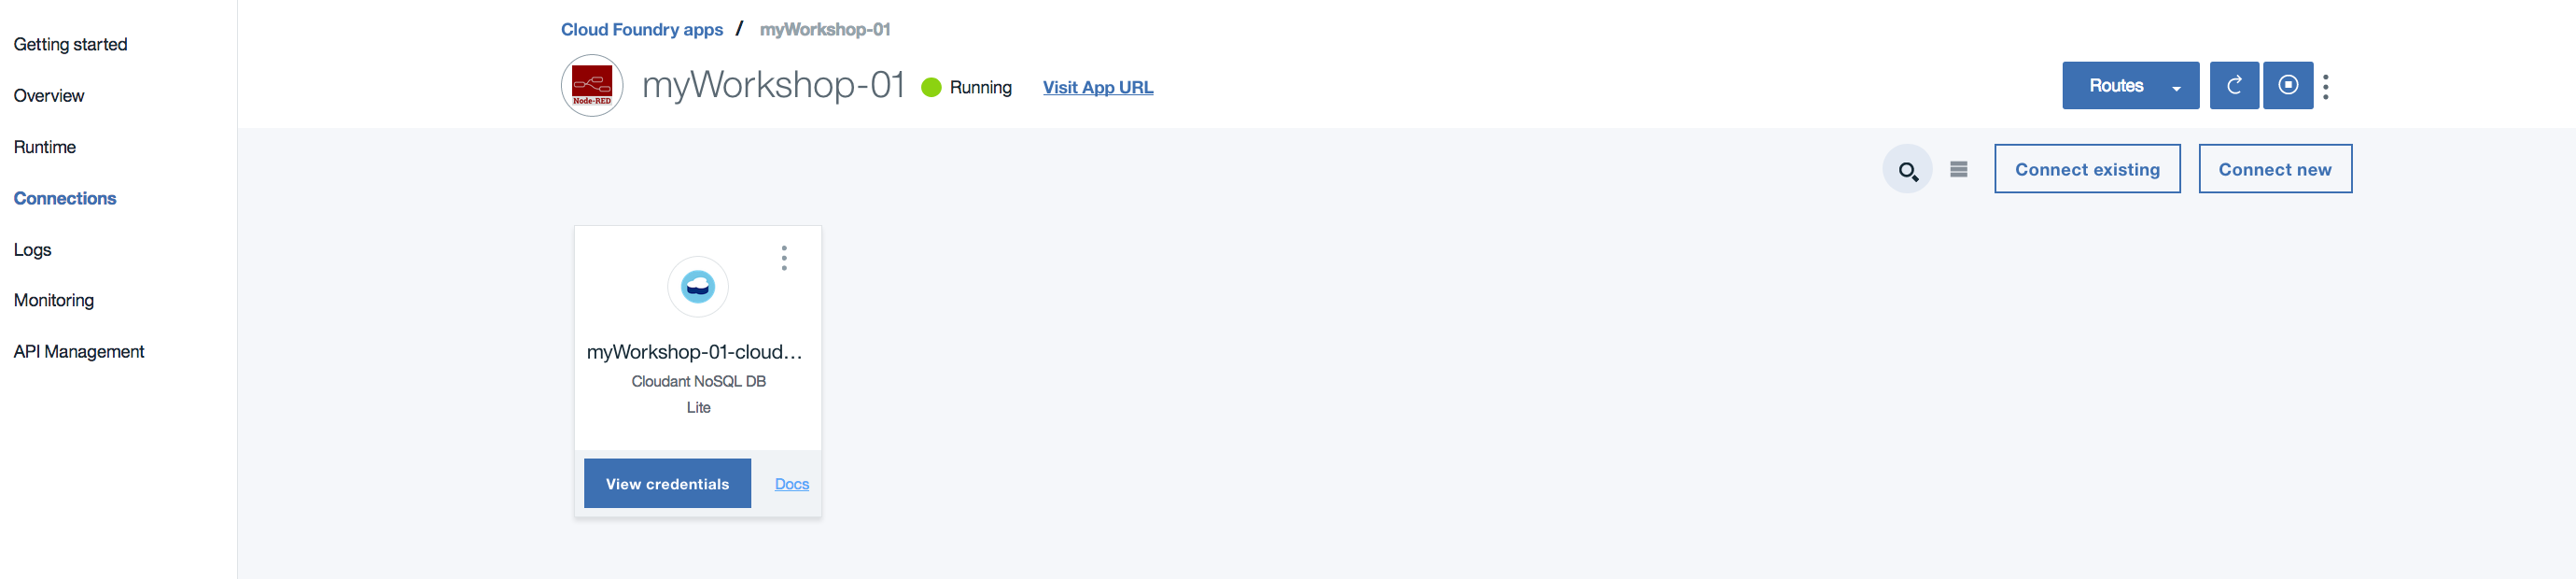 Getting started
Overview
Runtime
Connections
Logs
Monitoring
API Management
Cloud Foundry apps / myWorkshop-01
Node-RED
myWorkshop-01 Running Visit App URL
Routes
Connect existing
Connect new
myWorkshop-01-cloud...
Cloudant NoSQL DB
Lite
View credentials Docs